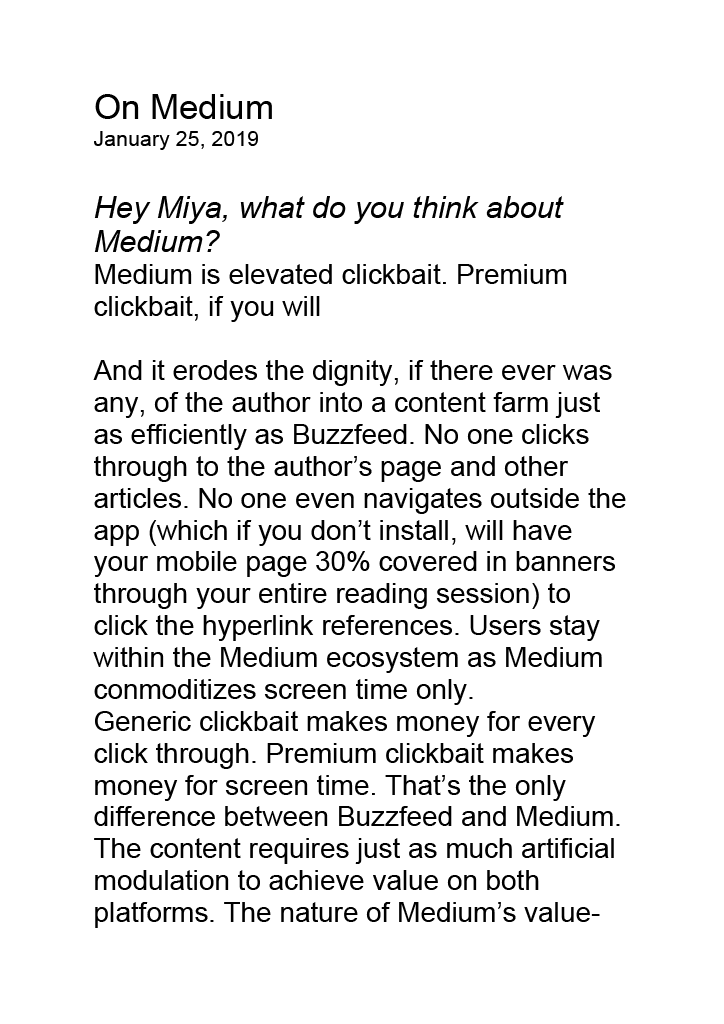 On Medium
January 25, 2019
Hey Miya, what do you think about
Medium?
Medium is elevated clickbait. Premium
clickbait, if you will
And it erodes the dignity, if there ever was
any, of the author into a content farm just
as efficiently as Buzzfeed. No one clicks
through to the author’s page and other
articles. No one even navigates outside the
app (which if you don’t install, will have
your mobile page 30% covered in banners
through your entire reading session) to
click the hyperlink references. Users stay
within the Medium ecosystem as Medium
conmoditizes screen time only.
Generic clickbait makes money for every
click through. Premium clickbait makes
money for screen time. That’s the only
difference between Buzzfeed and Medium.
The content requires just as much artificial
modulation to achieve value on both
platforms. The nature of Medium’s value-